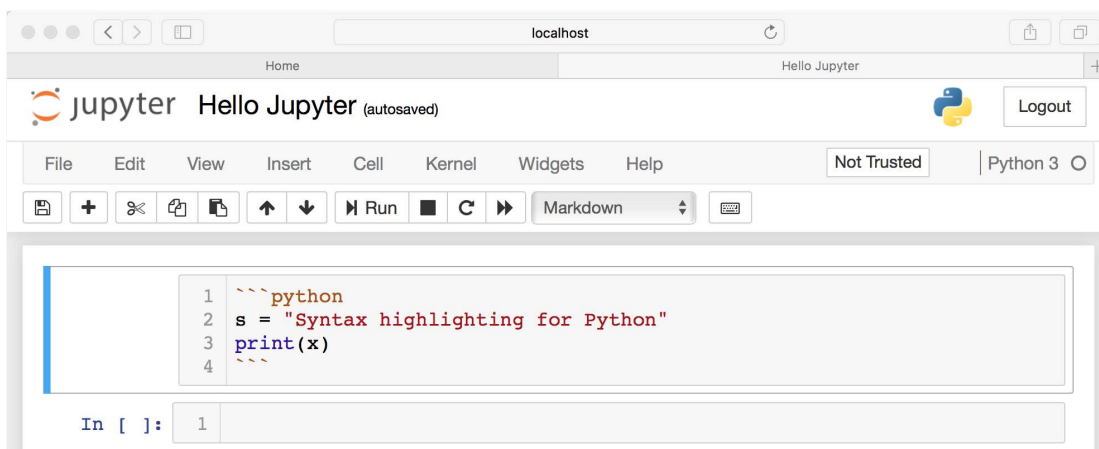 localhost
Home Hello Jupyter
jupyter Hello Jupyter (autosaved) Logout
File Edit View Insert Cell Kernel Widgets Help Not Trusted Python 3
Run Markdown
1 ```python
2 s = "Syntax highlighting for Python"
3 print(x)
4 ```
In [ ]: 1